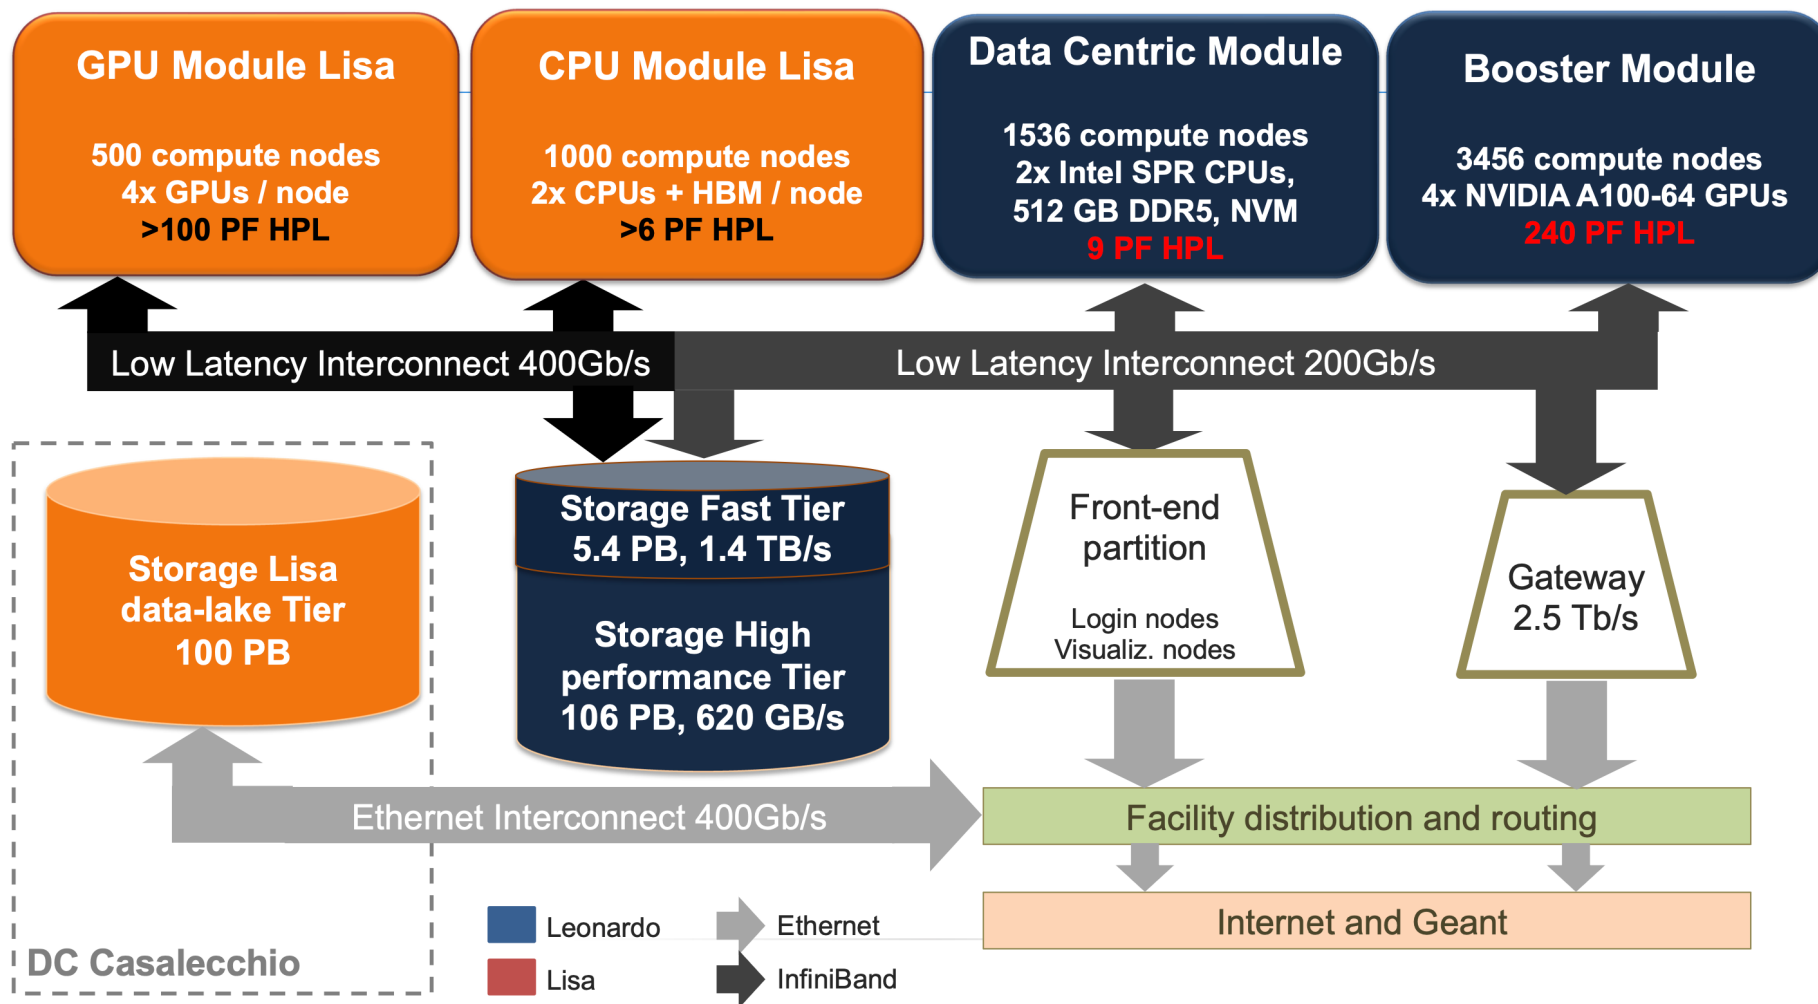 GPU Module Lisa
500 compute nodes
4x GPUs / node
>100 PF HPL
CPU Module Lisa
1000 compute nodes
2x CPUs + HBM / node
>6 PF HPL
Data Centric Module
1536 compute nodes
2x Intel SPR CPUs,
512 GB DDR5, NVM
9 PF HPL
Booster Module
3456 compute nodes
4x NVIDIA A100-64 GPUs
240 PF HPL
Low Latency Interconnect 400Gb/s
Low Latency Interconnect 200Gb/s
Storage Lisa
data-lake Tier
100 PB
Storage Fast Tier
5.4 PB, 1.4 TB/s
Storage High
performance Tier
106 PB, 620 GB/s
Front-end
partition
Login nodes
Visualiz. nodes
Gateway
2.5 Tb/s
Ethernet Interconnect 400Gb/s
Facility distribution and routing
Internet and Geant
DC Casalecchio
Leonardo
Ethernet
Lisa
InfiniBand